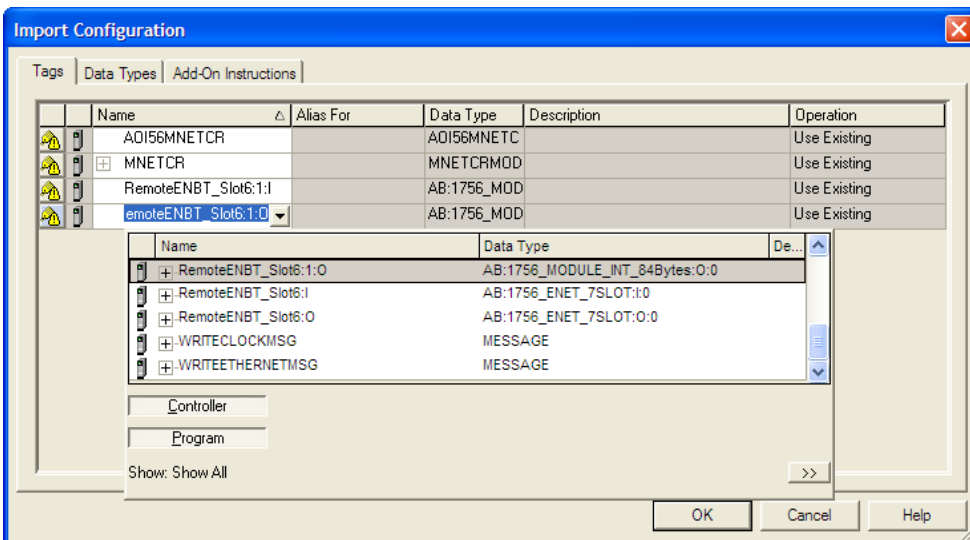 Import Configuration
Tags Data Types Add-On Instructions
Name Alias For Data Type Description Operation
AOI56MNETCR AOI56MNETC Use Existing
MNETCR MNETCRMOD Use Existing
RemoteENBT_Slot6:1:I AB:1756_MOD Use Existing
emoteENBT_Slot6:1:O AB:1756_MOD Use Existing
Name Data Type De...
RemoteENBT_Slot6:1:O AB:1756_MODULE_INT_84Bytes:O:0
RemoteENBT_Slot6:I AB:1756_ENET_7SLOT:I:0
RemoteENBT_Slot6:O AB:1756_ENET_7SLOT:O:0
WRITECLOCKMSG MESSAGE
WRITEETHERNETMSG MESSAGE
Controller
Program
Show: Show All >>
OK Cancel Help